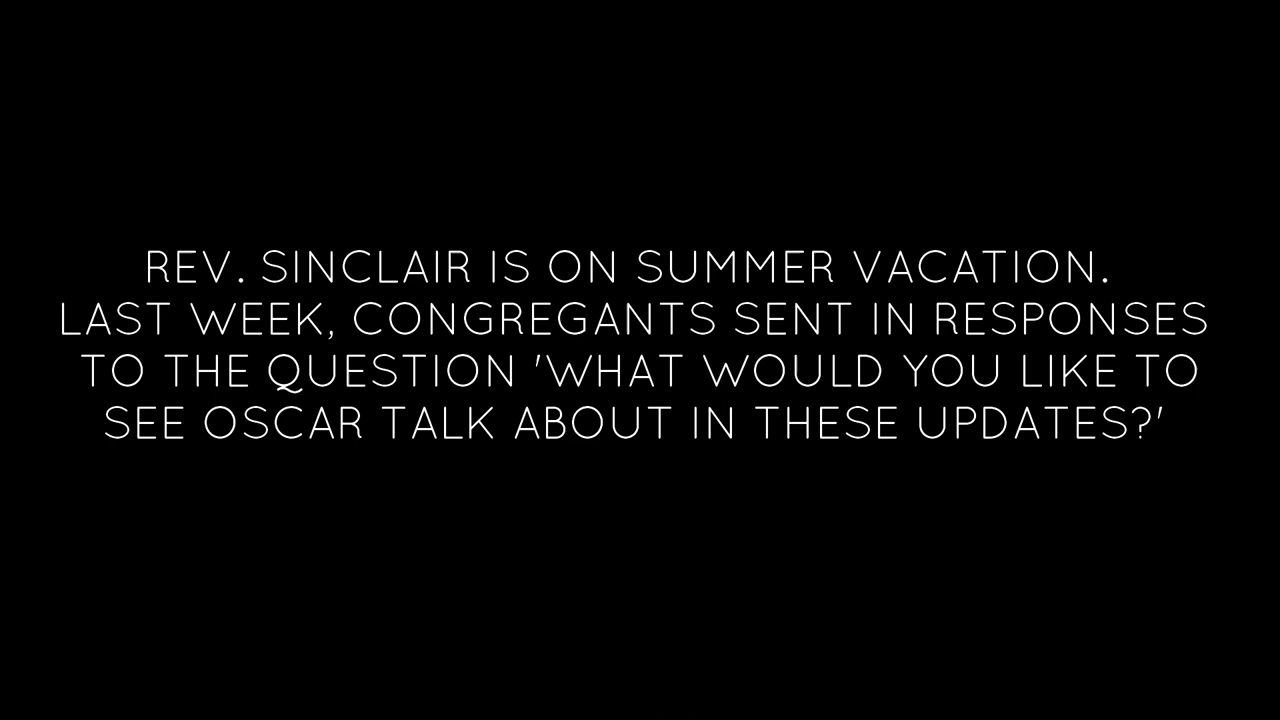 REV. SINCLAIR IS ON SUMMER VACATION.
LAST WEEK, CONGREGANTS SENT IN RESPONSES
TO THE QUESTION 'WHAT WOULD YOU LIKE TO
SEE OSCAR TALK ABOUT IN THESE UPDATES?'